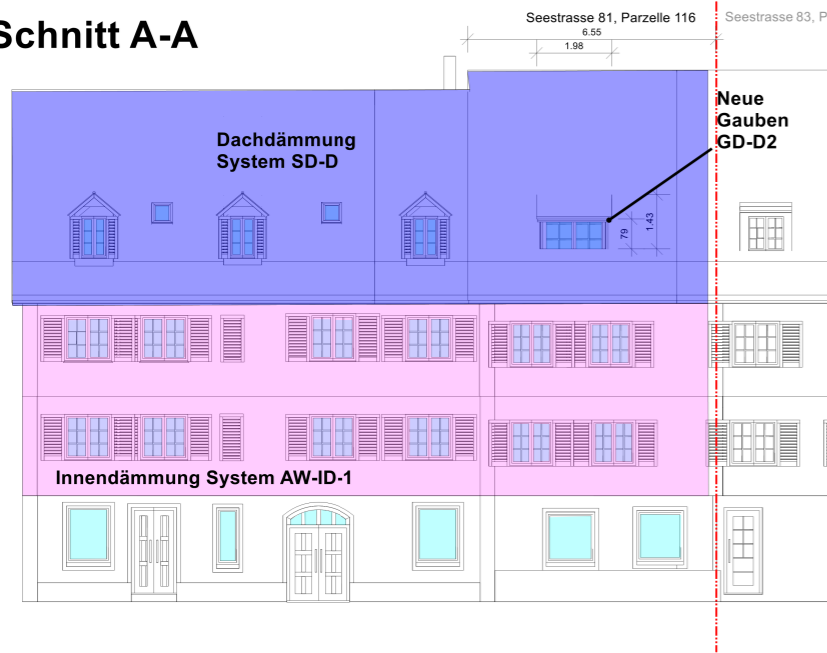 Schnitt A-A
Seestrasse 81, Parzelle 116
Seestrasse 83, P
6.55
1.98
Neue
Gauben
GD-D2
Dachdämmung
System SD-D
79
1.43
Innendämmung System AW-ID-1